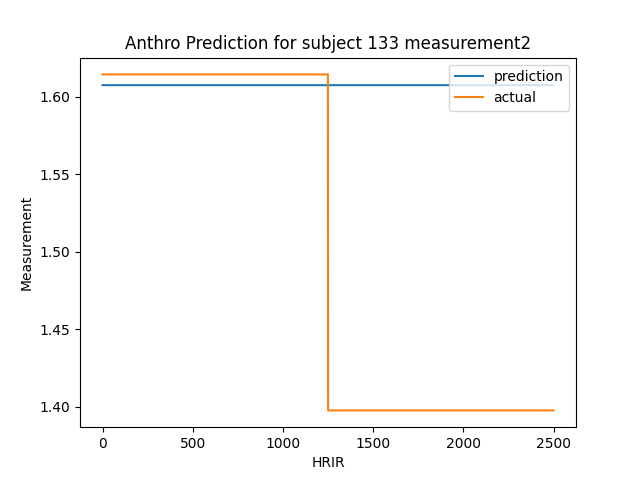 Anthro Prediction for subject 133 measurement2
prediction
actual
1.60
1.55
1.50
1.45
1.40
Measurement
0 500 1000 1500 2000 2500
HRIR